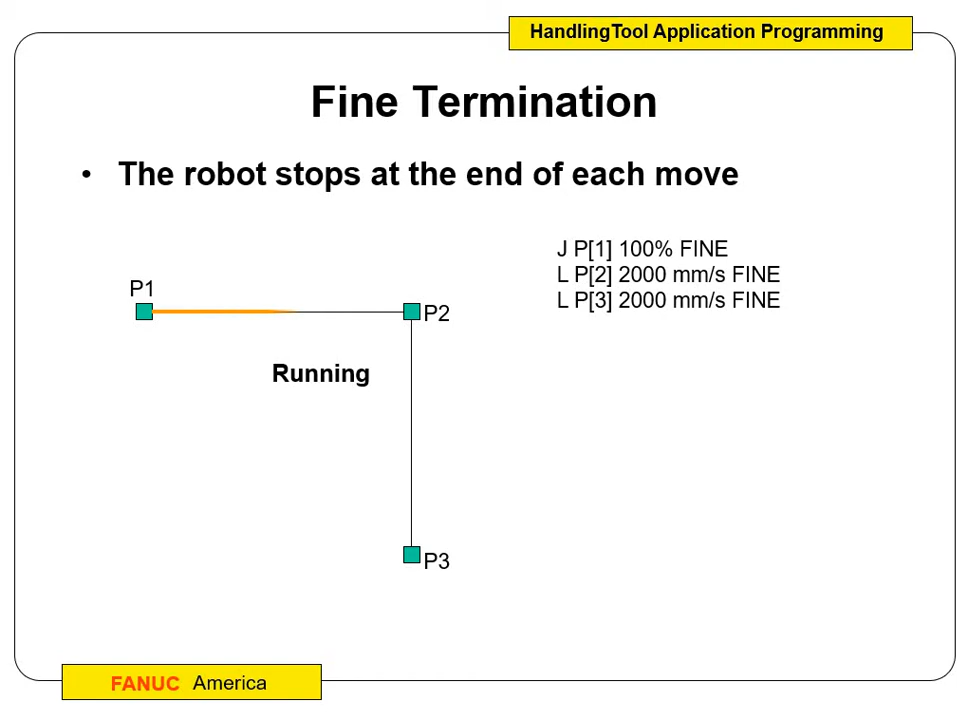 HandlingTool Application Programming
Fine Termination
• The robot stops at the end of each move
J P[1] 100% FINE
L P[2] 2000 mm/s FINE
L P[3] 2000 mm/s FINE
P1
P2
Running
P3
FANUC America